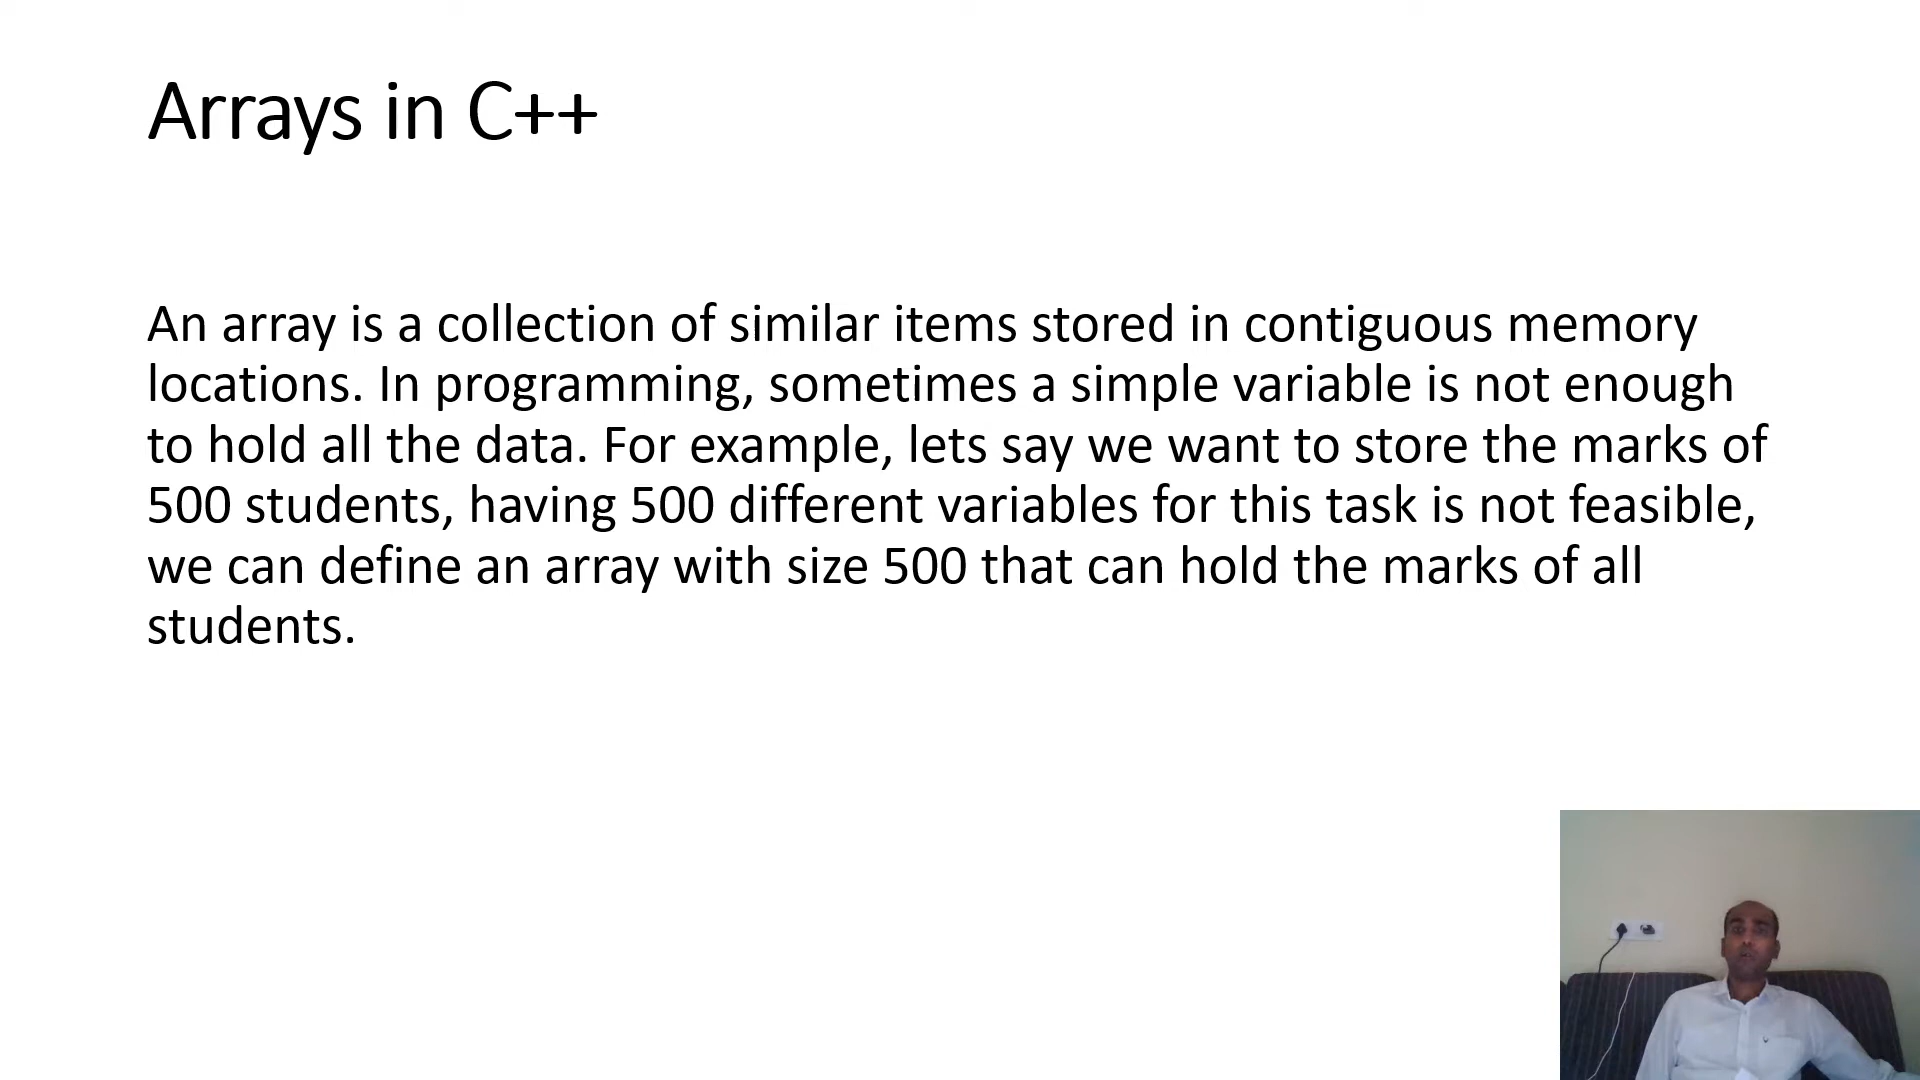 Arrays in C++
An array is a collection of similar items stored in contiguous memory
locations. In programming, sometimes a simple variable is not enough
to hold all the data. For example, lets say we want to store the marks of
500 students, having 500 different variables for this task is not feasible,
we can define an array with size 500 that can hold the marks of all
students.